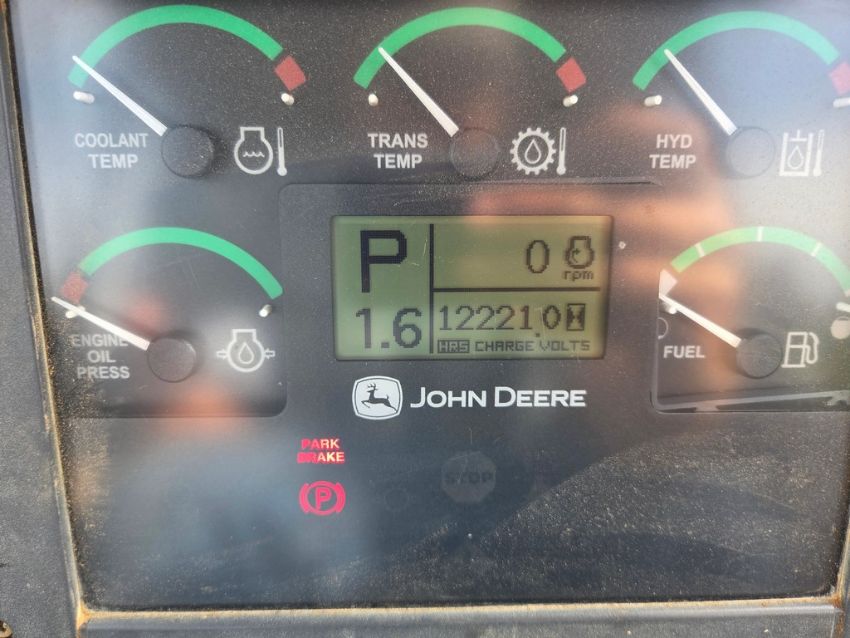 COOLANT
TEMP
TRANS
TEMP
HYD
TEMP
P
0
rpm
1.6
12221.0
HRS CHARGE VOLTS
ENGINE
OIL
PRESS
FUEL
JOHN DEERE
PARK
BRAKE
P
STOP